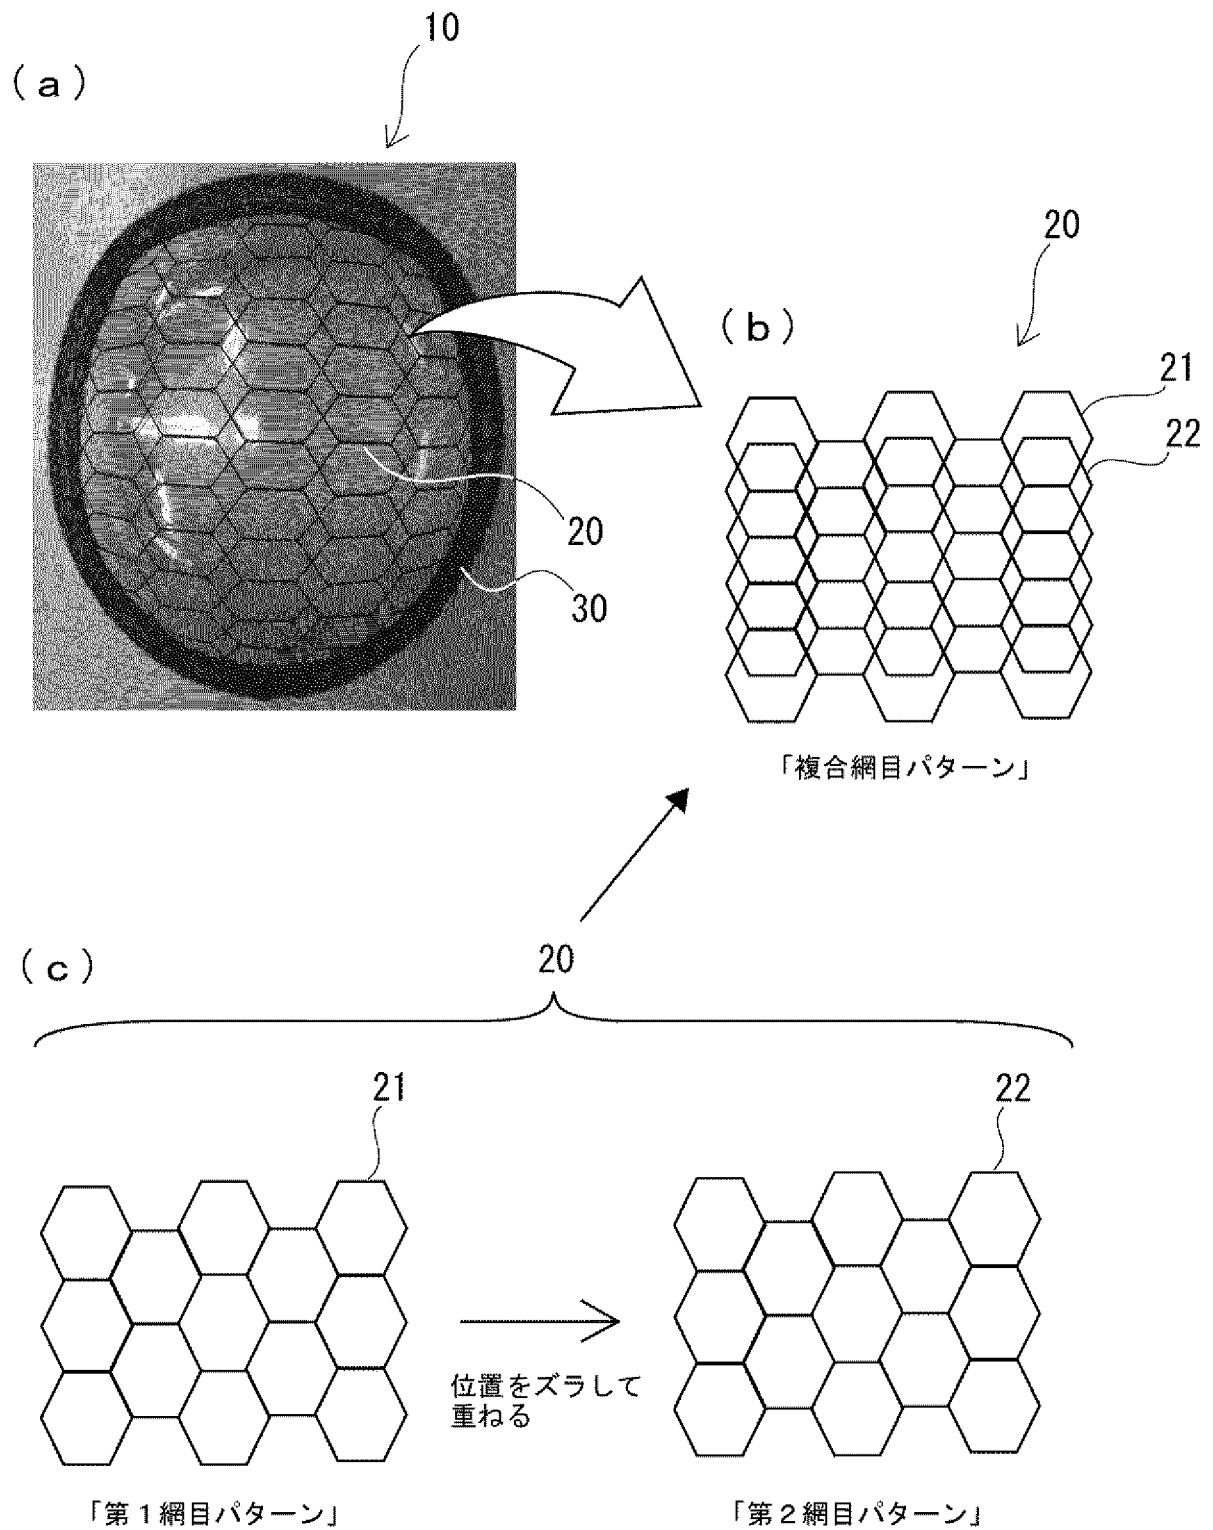 10
(a)
20
(b)
21
22
20
30
「複合網目パターン」
(c)
20
21
22
位置をズラして
重ねる
「第1網目パターン」
「第2網目パターン」